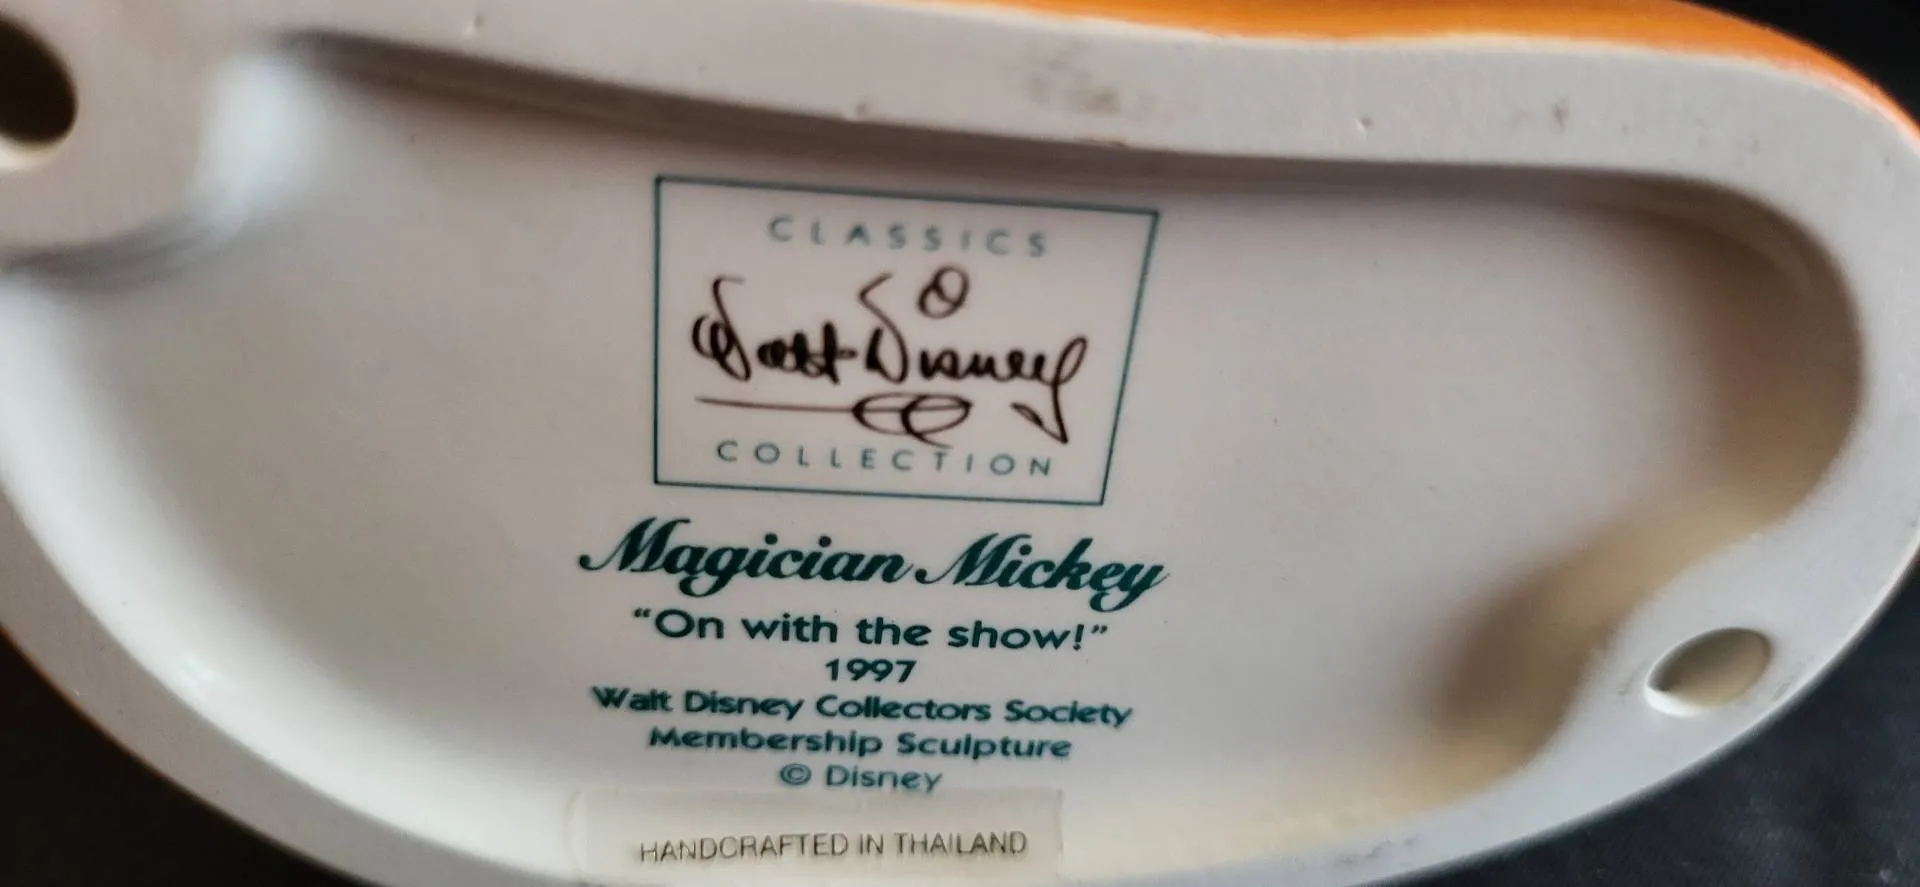 CLASSICS
Walt Disney
COLLECTION
Magician Mickey
“On with the show!”
1997
Walt Disney Collectors Society
Membership Sculpture
© Disney
HANDCRAFTED IN THAILAND